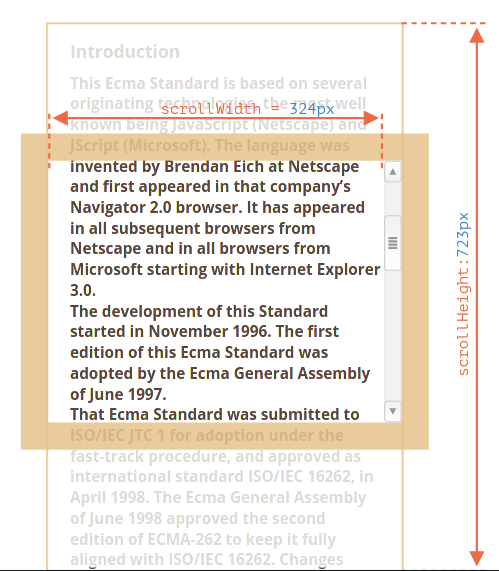 Introduction
This Ecma Standard is based on several
originating technologies, the most well
scrollWidth = 324px
known being JavaScript (Netscape) and
JScript (Microsoft). The language was
invented by Brendan Eich at Netscape
and first appeared in that company’s
Navigator 2.0 browser. It has appeared
in all subsequent browsers from
Netscape and in all browsers from
Microsoft starting with Internet Explorer
3.0.
The development of this Standard
started in November 1996. The first
edition of this Ecma Standard was
adopted by the Ecma General Assembly
of June 1997.
That Ecma Standard was submitted to
ISO/IEC JTC 1 for adoption under the
fast-track procedure, and approved as
international standard ISO/IEC 16262, in
April 1998. The Ecma General Assembly
of June 1998 approved the second
edition of ECMA-262 to keep it fully
aligned with ISO/IEC 16262. Changes
scrollHeight:723px